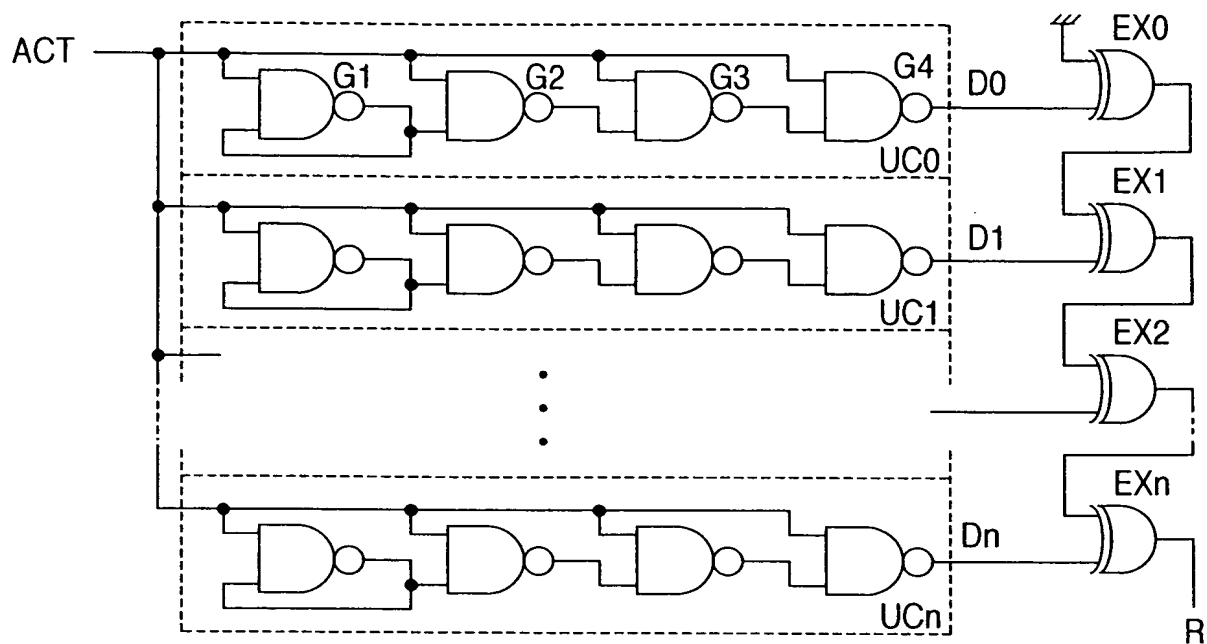 ACT
G1 G2 G3 G4 D0 EX0
UC0
D1 EX1
UC1
EX2
Dn EXn
UCn
R